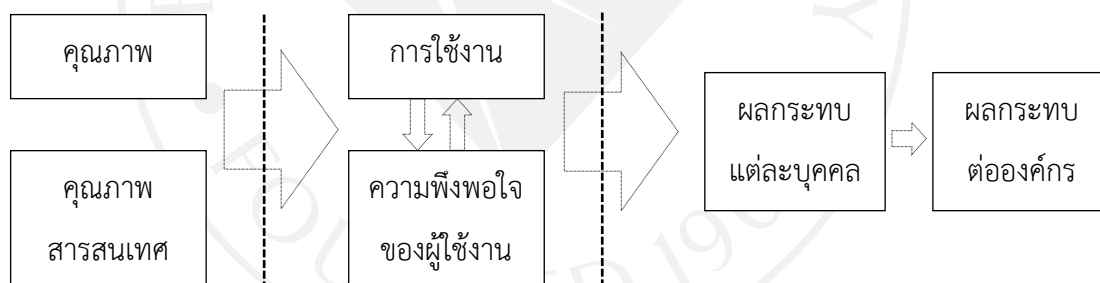 คุณภาพ
คุณภาพ
สารสนเทศ
การใช้งาน
ความพึงพอใจ
ของผู้ใช้งาน
ผลกระทบ
แต่ละบุคคล
ผลกระทบ
ต่อองค์กร